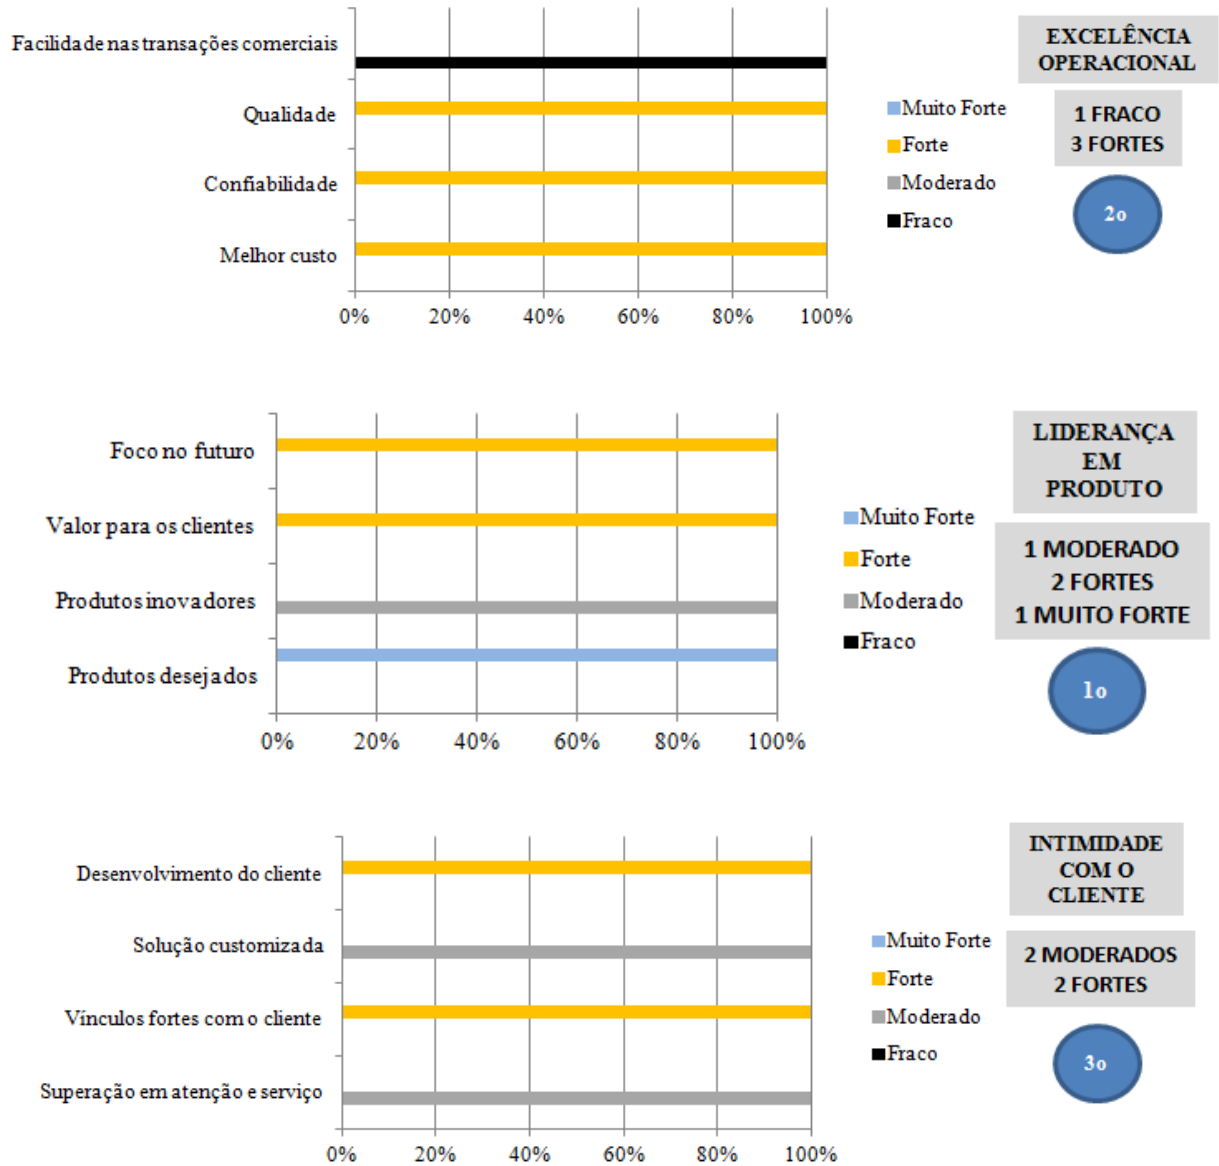 Facilidade nas transações comerciais
Qualidade
Confiabilidade
Melhor custo
0% 20% 40% 60% 80% 100%
Muito Forte
Forte
Moderado
Fraco
EXCELÊNCIA
OPERACIONAL
1 FRACO
3 FORTES
2o
Foco no futuro
Valor para os clientes
Produtos inovadores
Produtos desejados
0% 20% 40% 60% 80% 100%
Muito Forte
Forte
Moderado
Fraco
LIDERANÇA
EM
PRODUTO
1 MODERADO
2 FORTES
1 MUITO FORTE
1o
Desenvolvimento do cliente
Solução customizada
Vínculos fortes com o cliente
Superação em atenção e serviço
0% 20% 40% 60% 80% 100%
Muito Forte
Forte
Moderado
Fraco
INTIMIDADE
COM O
CLIENTE
2 MODERADOS
2 FORTES
3o